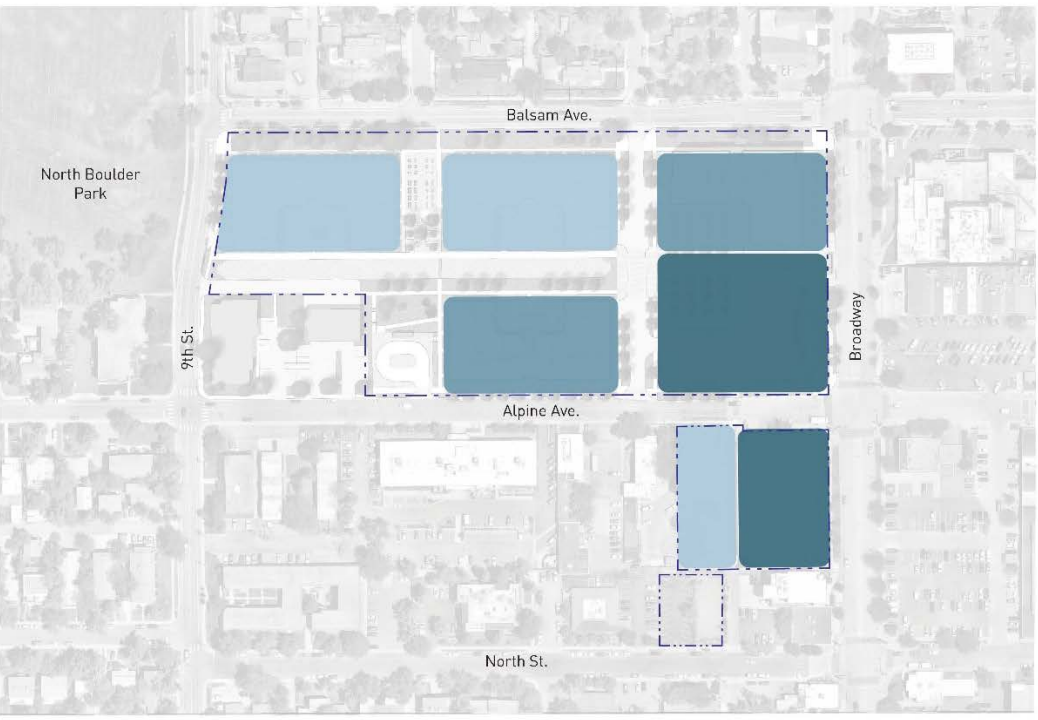 Balsam Ave.
North Boulder
Park
9th St.
Broadway
Alpine Ave.
North St.